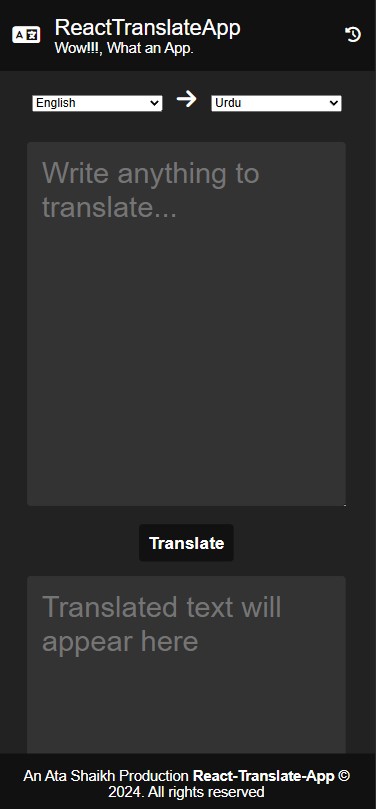 ReactTranslateApp
Wow!!!, What an App.
English
Urdu
Write anything to
translate...
Translate
Translated text will
appear here
An Ata Shaikh Production React-Translate-App ©
2024. All rights reserved